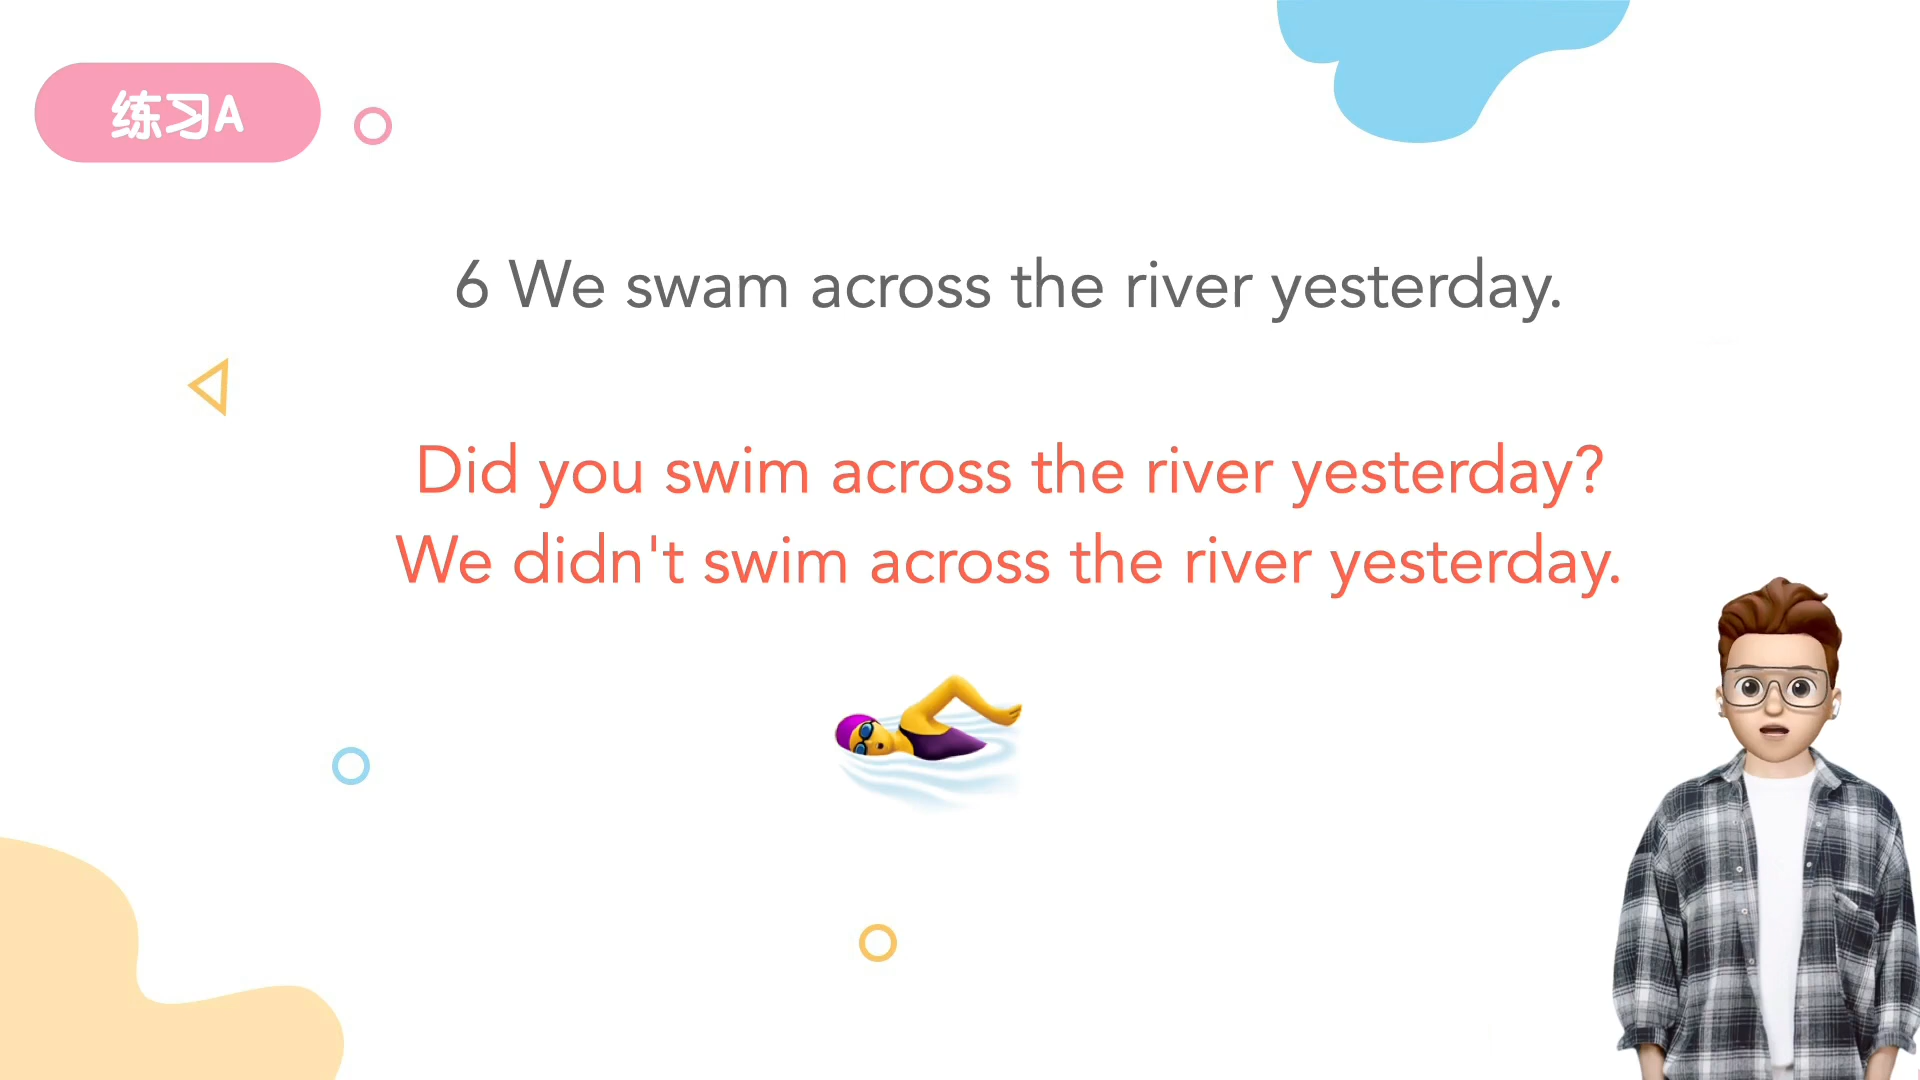 练习A
6 We swam across the river yesterday.
Did you swim across the river yesterday?
We didn't swim across the river yesterday.